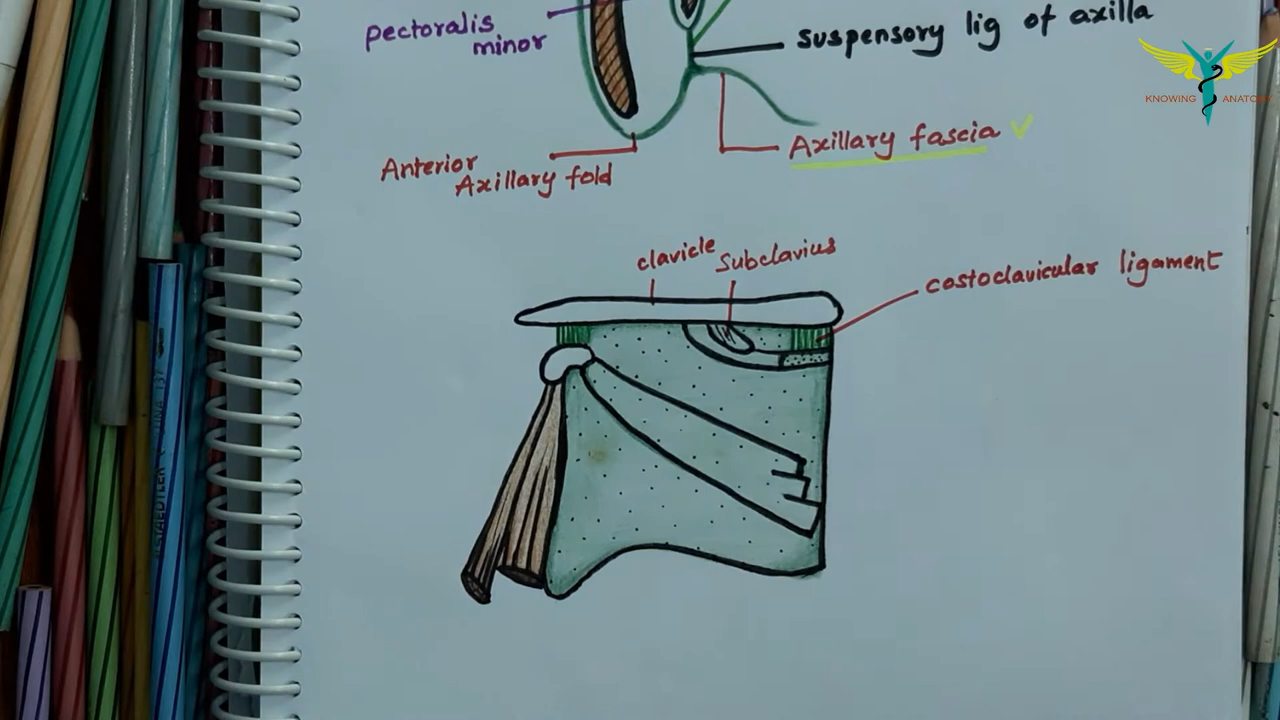 pectoralis
minor
suspensory lig of axilla
KNOWING ANATOMY
Axillary fascia
Anterior
Axillary fold
clavicle
Subclavius
costoclavicular ligament